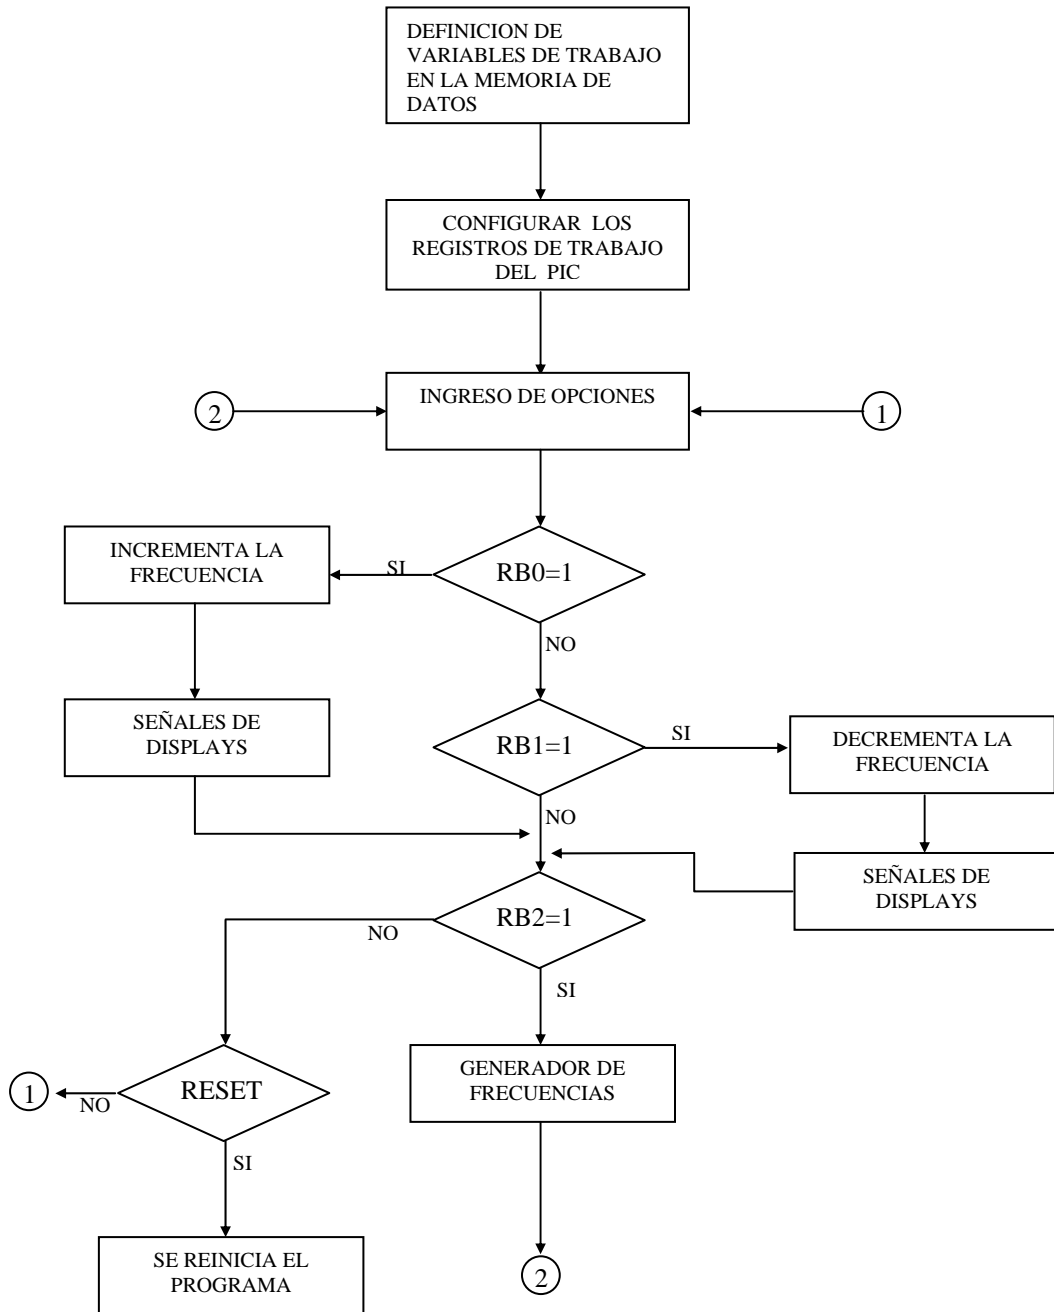 DEFINICION DE
VARIABLES DE TRABAJO
EN LA MEMORIA DE
DATOS
CONFIGURAR LOS
REGISTROS DE TRABAJO
DEL PIC
2
INGRESO DE OPCIONES
1
INCREMENTA LA
FRECUENCIA
SI
RB0=1
NO
SEÑALES DE
DISPLAYS
RB1=1
SI
DECREMENTA LA
FRECUENCIA
NO
SEÑALES DE
DISPLAYS
RB2=1
NO
SI
1
NO
RESET
GENERADOR DE
FRECUENCIAS
SI
SE REINICIA EL
PROGRAMA
2